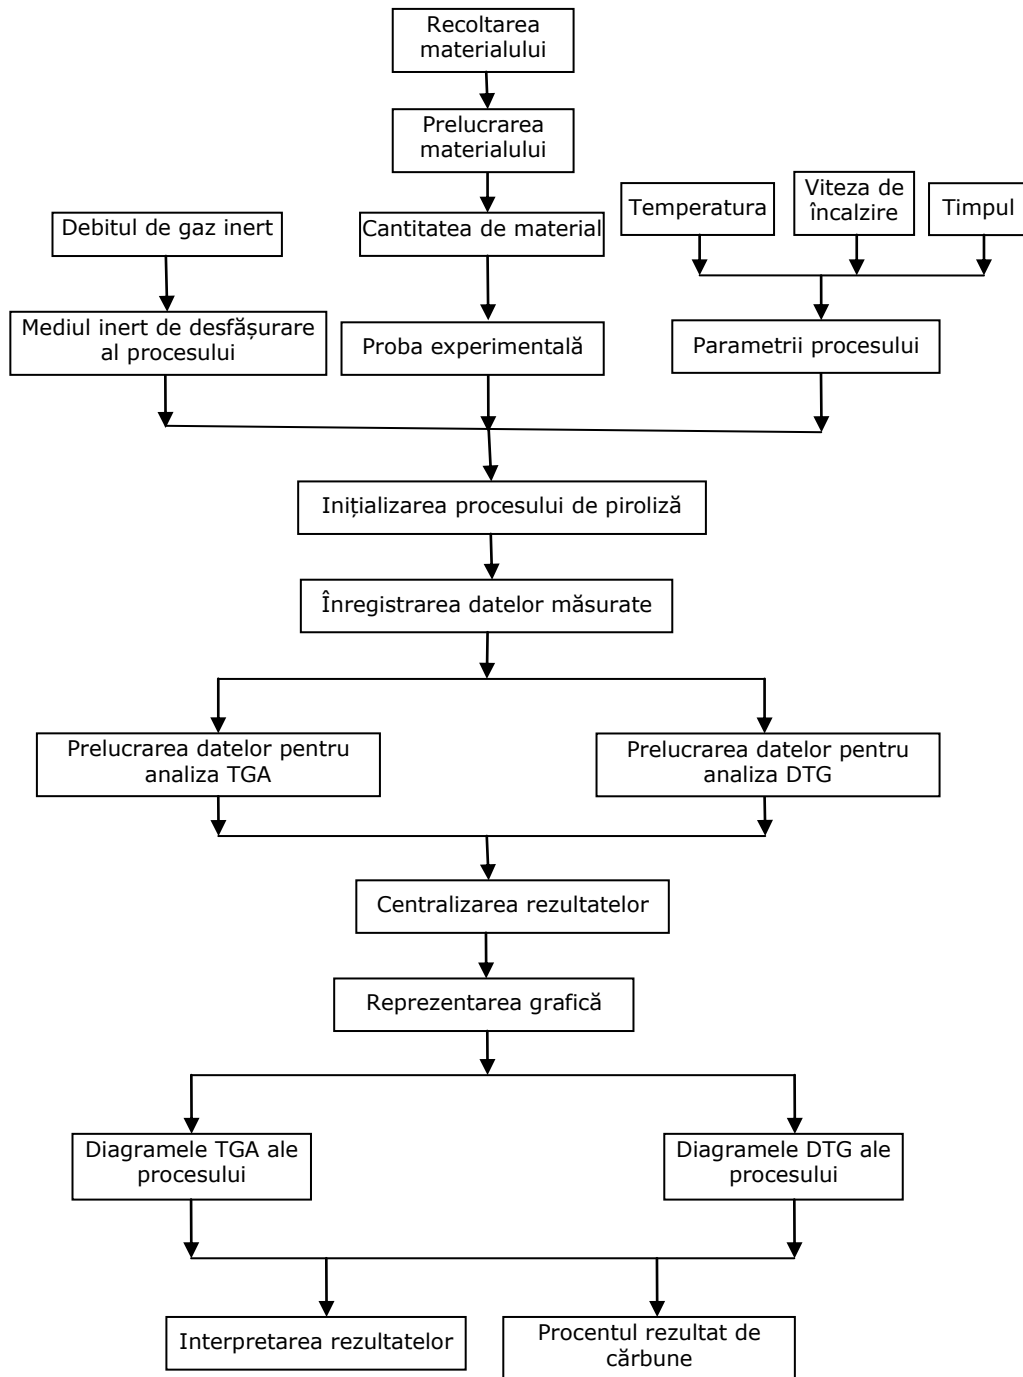 Recoltarea
materialului
Prelucrarea
materialului
Debitul de gaz inert
Cantitatea de material
Temperatura
Viteza de
încalzire
Timpul
Mediul inert de desfășurare
al procesului
Proba experimentală
Parametrii procesului
Inițializarea procesului de piroliză
Înregistrarea datelor măsurate
Prelucrarea datelor pentru
analiza TGA
Prelucrarea datelor pentru
analiza DTG
Centralizarea rezultatelor
Reprezentarea grafică
Diagramele TGA ale
procesului
Diagramele DTG ale
procesului
Interpretarea rezultatelor
Procentul rezultat de
cărbune